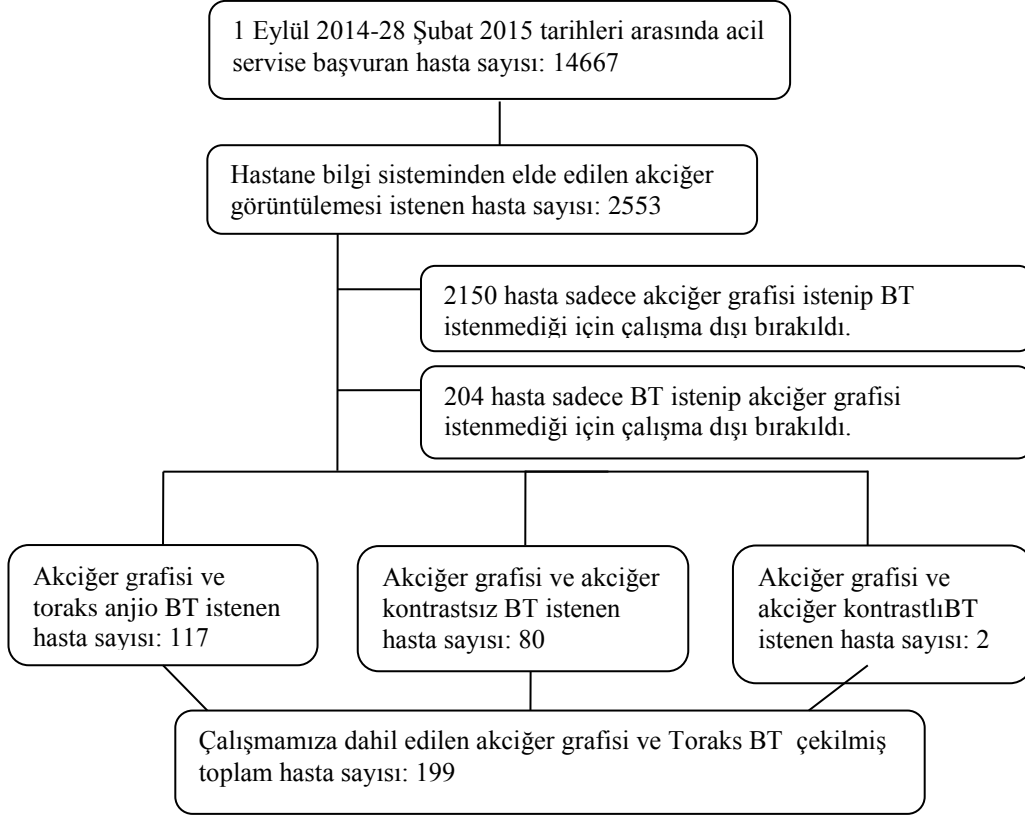 1 Eylül 2014-28 Şubat 2015 tarihleri arasında acil
servise başvuran hasta sayısı: 14667
Hastane bilgi sisteminden elde edilen akciğer
görüntülemesi istenen hasta sayısı: 2553
2150 hasta sadece akciğer grafisi istenip BT
istenmediği için çalışma dışı bırakıldı.
204 hasta sadece BT istenip akciğer grafisi
istenmediği için çalışma dışı bırakıldı.
Akciğer grafisi ve
toraks anjio BT istenen
hasta sayısı: 117
Akciğer grafisi ve akciğer
kontrastsız BT istenen
hasta sayısı: 80
Akciğer grafisi ve
akciğer kontrastlıBT
istenen hasta sayısı: 2
Çalışmamıza dahil edilen akciğer grafisi ve Toraks BT çekilmiş
toplam hasta sayısı: 199